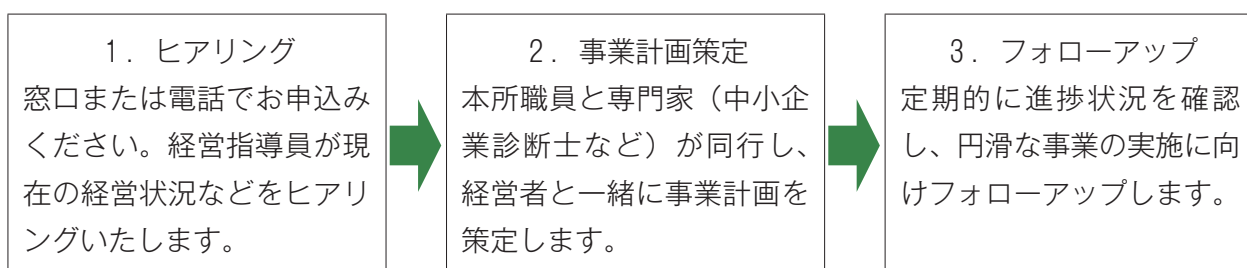 1．ヒアリング
窓口または電話でお申込み
ください。経営指導員が現
在の経営状況などをヒアリ
ングいたします。
2．事業計画策定
本所職員と専門家（中小企
業診断士など）が同行し、
経営者と一緒に事業計画を
策定します。
3．フォローアップ
定期的に進捗状況を確認
し、円滑な事業の実施に向
けフォローアップします。